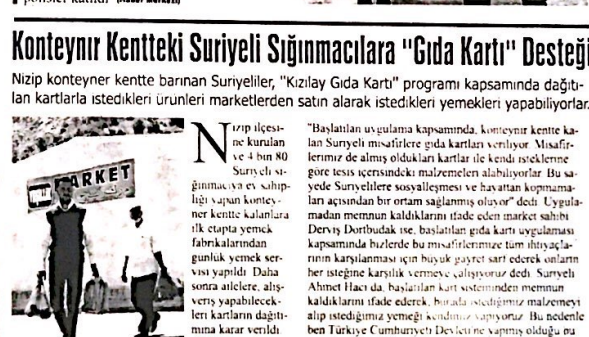 polisler katıldı (Haber Merkezi)
Konteynır Kentteki Suriyeli Sığınmacılara "Gıda Kartı" Desteği
Nizip konteyner kentte barınan Suriyeliler, "Kızılay Gıda Kartı" programı kapsamında dağıtı-
lan kartlarla istedikleri ürünleri marketlerden satın alarak istedikleri yemekleri yapabiliyorlar.
MARKET
Nizip ilçesi-
ne kurulan
ve 4 bin 80
Suriyeli sı-
ğınmacıya ev sahip-
liği yapan kontey-
ner kentte kalanlara
ilk etapta yemek
fabrikalarından
günlük yemek ser-
visi yapıldı. Daha
sonra ailelere, alış-
veriş yapabilecek-
leri kartların dağıtı-
mına karar verildi.
"Başlatılan uygulama kapsamında, konteynır kentte ka-
lan Suriyeli misafirlere gıda kartları veriliyor. Misafir-
lerimiz de almış oldukları kartlar ile kendi isteklerine
göre tesis içerisindeki malzemeleri alabiliyorlar. Bu sa-
yede Suriyelilere sosyalleşmesi ve hayattan kopmama-
ları açısından bir ortam sağlanmış oluyor" dedi. Uygula-
madan memnun kaldıklarını ifade eden market sahibi
Derviş Dortbudak ise, başlatılan gıda kartı uygulaması
kapsamında bizlerde bu misafirlerimize tüm ihtiyaçla-
rının karşılanması için büyük gayret sarf ederek onların
her isteğine karşılık vermeye çalışıyoruz dedi. Suriyeli
Ahmet Hacı da, başlatılan kart sisteminden memnun
kaldıklarını ifade ederek, burada istediğimiz malzemeyi
alıp istediğimiz yemeği kendimiz yapıyoruz. Bu nedenle
ben Türkiye Cumhuriyeti Devleti'ne yapmış olduğu bu